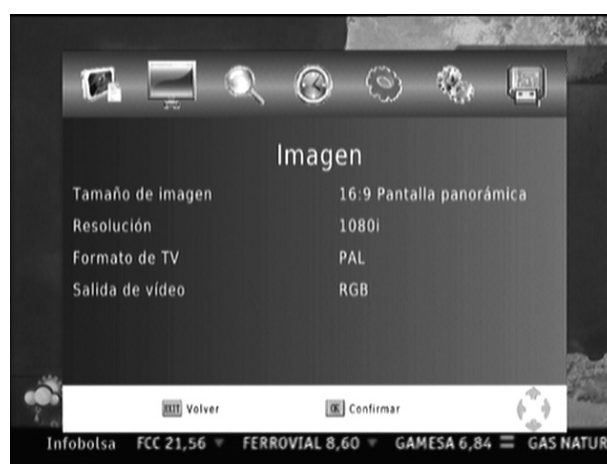 Imagen
Tamaño de imagen 16:9 Pantalla panorámica
Resolución 1080i
Formato de TV PAL
Salida de vídeo RGB
EXIT Volver OK Confirmar
Infobolsa FCC 21,56 FERROVIAL 8,60 GAMESA 6,84 GAS NATUR